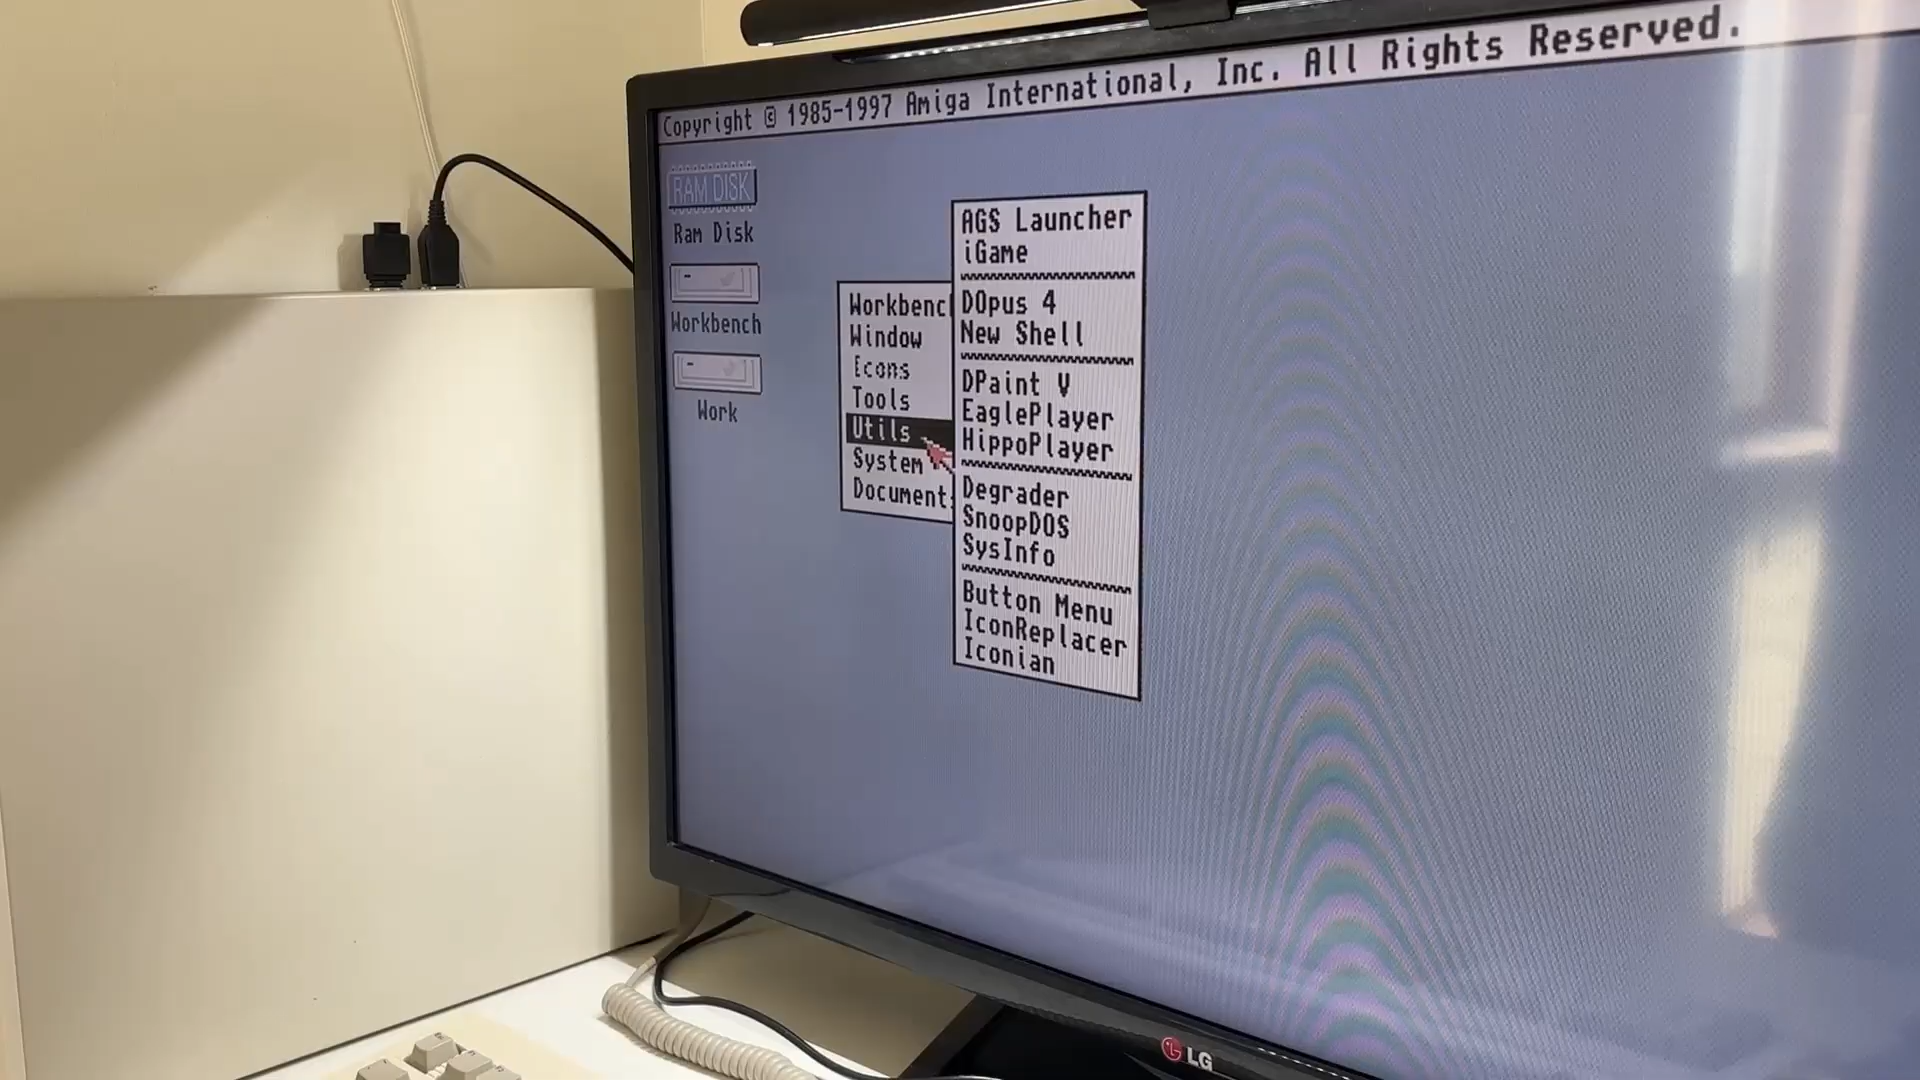 Copyright © 1985-1997 Amiga International, Inc. All Rights Reserved.
RAM DISK
Ram Disk
Workbench
Work
Workbenc
Window
Icons
Tools
Utils
System
Document
AGS Launcher
iGame
DOpus 4
New Shell
DPaint V
EaglePlayer
HippoPlayer
Degrader
SnoopDOS
SysInfo
Button Menu
IconReplacer
Iconian
LG